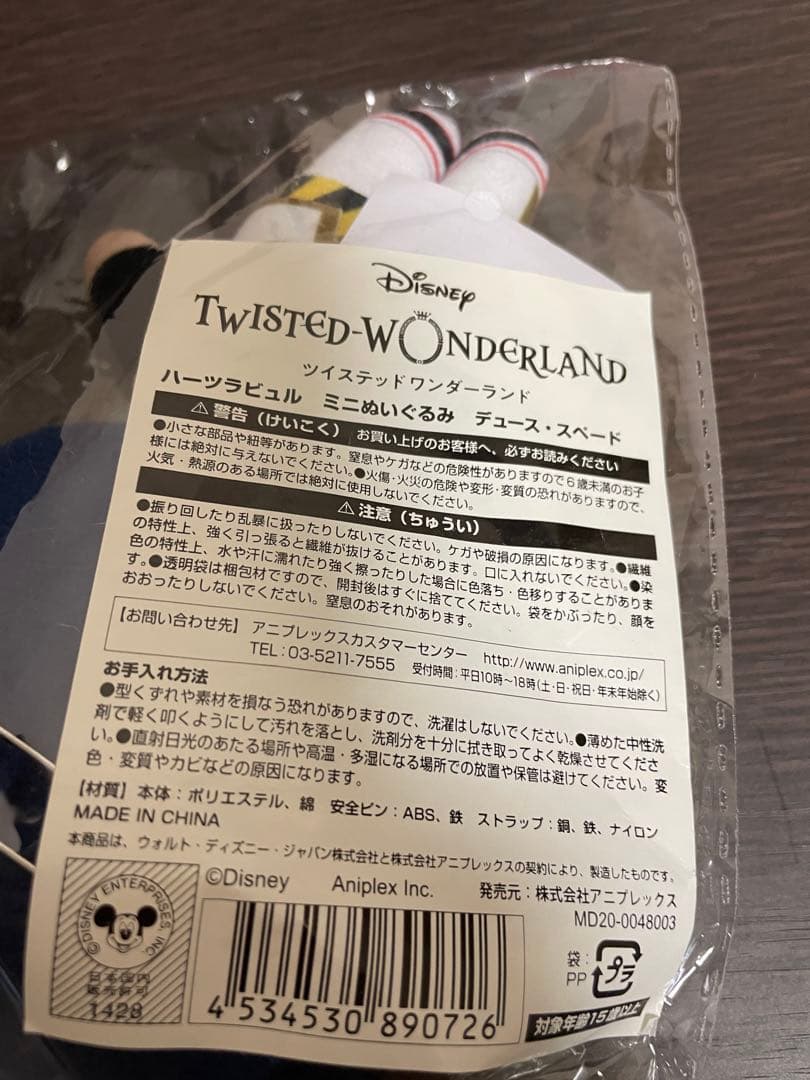 Disney
TWISTED-WONDERLAND
ツイステッドワンダーランド
ハーツラビュル ミニぬいぐるみ デュース・スペード
⚠警告（けいこく） お買い上げのお客様へ、必ずお読みください
●小さな部品や紐等があります。窒息やケガなどの危険性がありますので6歳未満のお子
様には絶対に与えないでください。●火傷・火災の危険や変形・変質の恐れがありますので、
火気・熱源のある場所では絶対に使用しないでください。
⚠注意（ちゅうい）
●振り回したり乱暴に扱ったりしないでください。ケガや破損の原因になります。●繊維
の特性上、強く引っ張ると繊維が抜けることがあります。口に入れないでください。●染
色の特性上、水や汗に濡れたり強く擦ったりした場合に色落ち・色移りすることがありま
す。●透明袋は梱包材ですので、開封後はすぐに捨ててください。袋をかぶったり、顔を
おおったりしないでください。窒息のおそれがあります。
【お問い合わせ先】 アニプレックスカスタマーセンター http://www.aniplex.co.jp/
TEL：03-5211-7555 受付時間：平日10時～18時（土・日・祝日・年末年始除く）
お手入れ方法
●型くずれや素材を損なう恐れがありますので、洗濯はしないでください。●薄めた中性洗
剤で軽く叩くようにして汚れを落とし、洗剤分を十分に拭き取ってよく乾燥させてくださ
い。●直射日光のあたる場所や高温・多湿になる場所での放置や保管は避けてください。変
色・変質やカビなどの原因になります。
【材質】本体：ポリエステル、綿 安全ピン：ABS、鉄 ストラップ：銅、鉄、ナイロン
MADE IN CHINA
本商品は、ウォルト・ディズニー・ジャパン株式会社と株式会社アニプレックスの契約により、製造したものです。
©Disney Aniplex Inc. 発売元：株式会社アニプレックス
MD20-0048003
©DISNEY ENTERPRISES, INC
日本国内
販売許可
1428
4 534530 890726
袋：
PP
プラ
対象年齢15歳以上